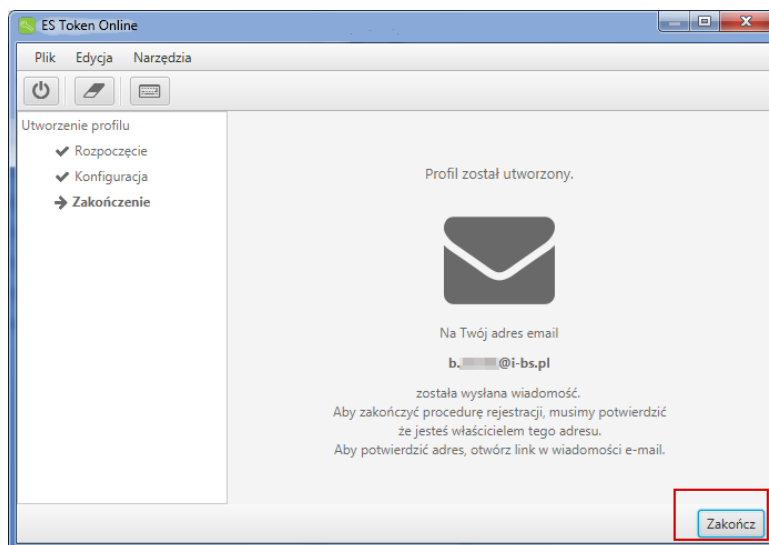 ES Token Online
Plik Edycja Narzędzia
Utworzenie profilu
Rozpoczęcie
Konfiguracja
Zakończenie
Profil został utworzony.
Na Twój adres email
b. @i-bs.pl
została wysłana wiadomość.
Aby zakończyć procedurę rejestracji, musimy potwierdzić
że jesteś właścicielem tego adresu.
Aby potwierdzić adres, otwórz link w wiadomości e-mail.
Zakończ